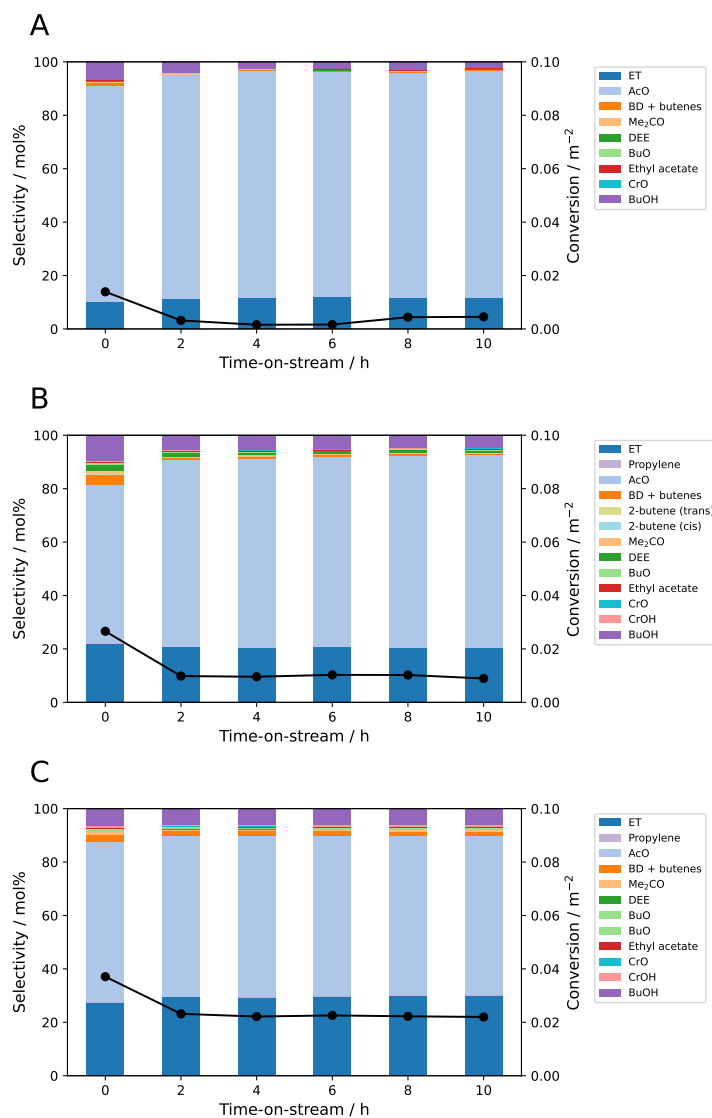 A
100
80
60
40
20
0
Selectivity / mol%
0.10
0.08
0.06
0.04
0.02
0.00
Conversion / m⁻²
0 2 4 6 8 10
Time-on-stream / h
ET
AcO
BD + butenes
Me₂CO
DEE
BuO
Ethyl acetate
CrO
BuOH
B
100
80
60
40
20
0
Selectivity / mol%
0.10
0.08
0.06
0.04
0.02
0.00
Conversion / m⁻²
0 2 4 6 8 10
Time-on-stream / h
ET
Propylene
AcO
BD + butenes
2-butene (trans)
2-butene (cis)
Me₂CO
DEE
BuO
Ethyl acetate
CrO
CrOH
BuOH
C
100
80
60
40
20
0
Selectivity / mol%
0.10
0.08
0.06
0.04
0.02
0.00
Conversion / m⁻²
0 2 4 6 8 10
Time-on-stream / h
ET
Propylene
AcO
BD + butenes
Me₂CO
DEE
BuO
BuO
Ethyl acetate
CrO
CrOH
BuOH